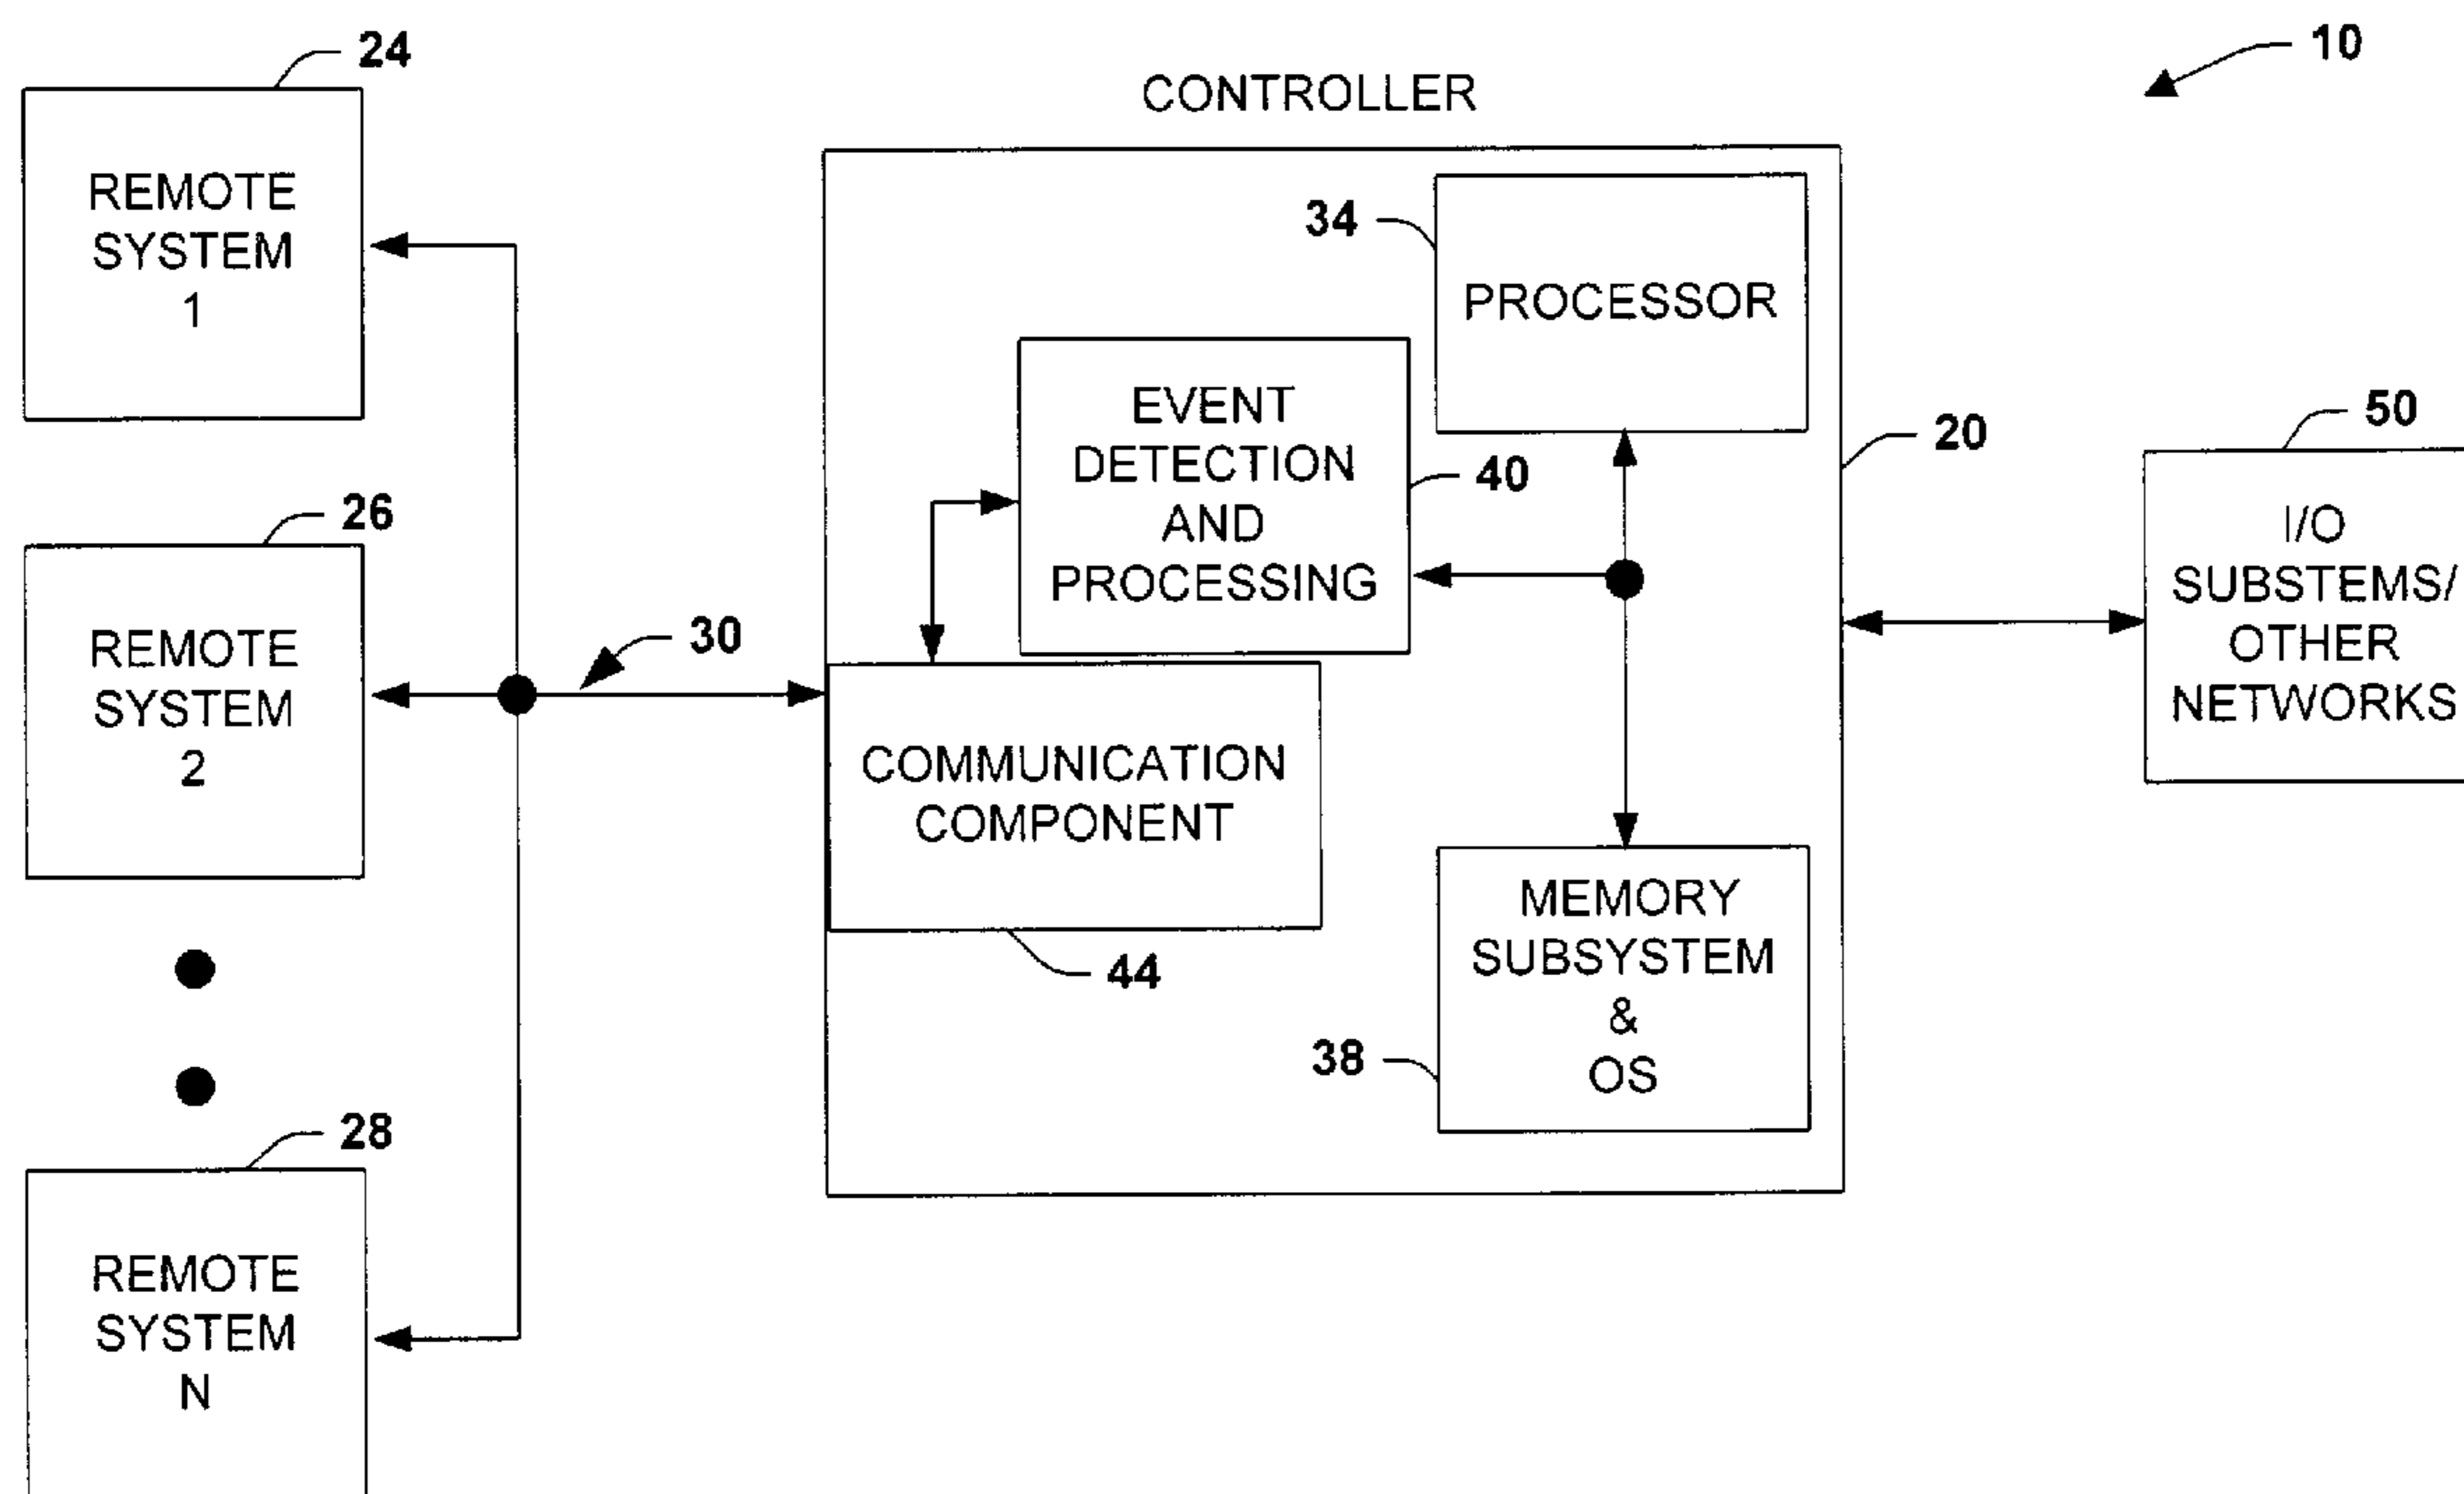 10
CONTROLLER
24
REMOTE
SYSTEM
1
26
REMOTE
SYSTEM
2
28
REMOTE
SYSTEM
N
30
34
PROCESSOR
EVENT
DETECTION
AND
PROCESSING
40
COMMUNICATION
COMPONENT
44
MEMORY
SUBSYSTEM
&
OS
38
20
50
I/O
SUBSTEMS/
OTHER
NETWORKS